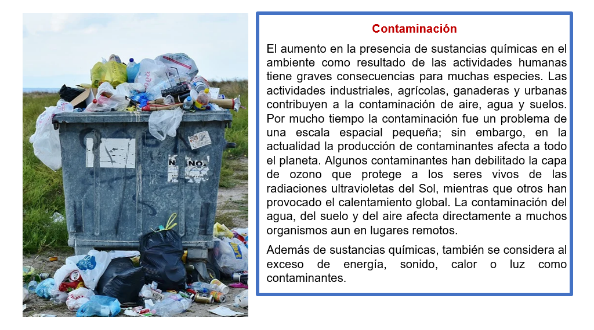 Contaminación
El aumento en la presencia de sustancias químicas en el
ambiente como resultado de las actividades humanas
tiene graves consecuencias para muchas especies. Las
actividades industriales, agrícolas, ganaderas y urbanas
contribuyen a la contaminación de aire, agua y suelos.
Por mucho tiempo la contaminación fue un problema de
una escala espacial pequeña; sin embargo, en la
actualidad la producción de contaminantes afecta a todo
el planeta. Algunos contaminantes han debilitado la capa
de ozono que protege a los seres vivos de las
radiaciones ultravioletas del Sol, mientras que otros han
provocado el calentamiento global. La contaminación del
agua, del suelo y del aire afecta directamente a muchos
organismos aun en lugares remotos.
Además de sustancias químicas, también se considera al
exceso de energía, sonido, calor o luz como
contaminantes.